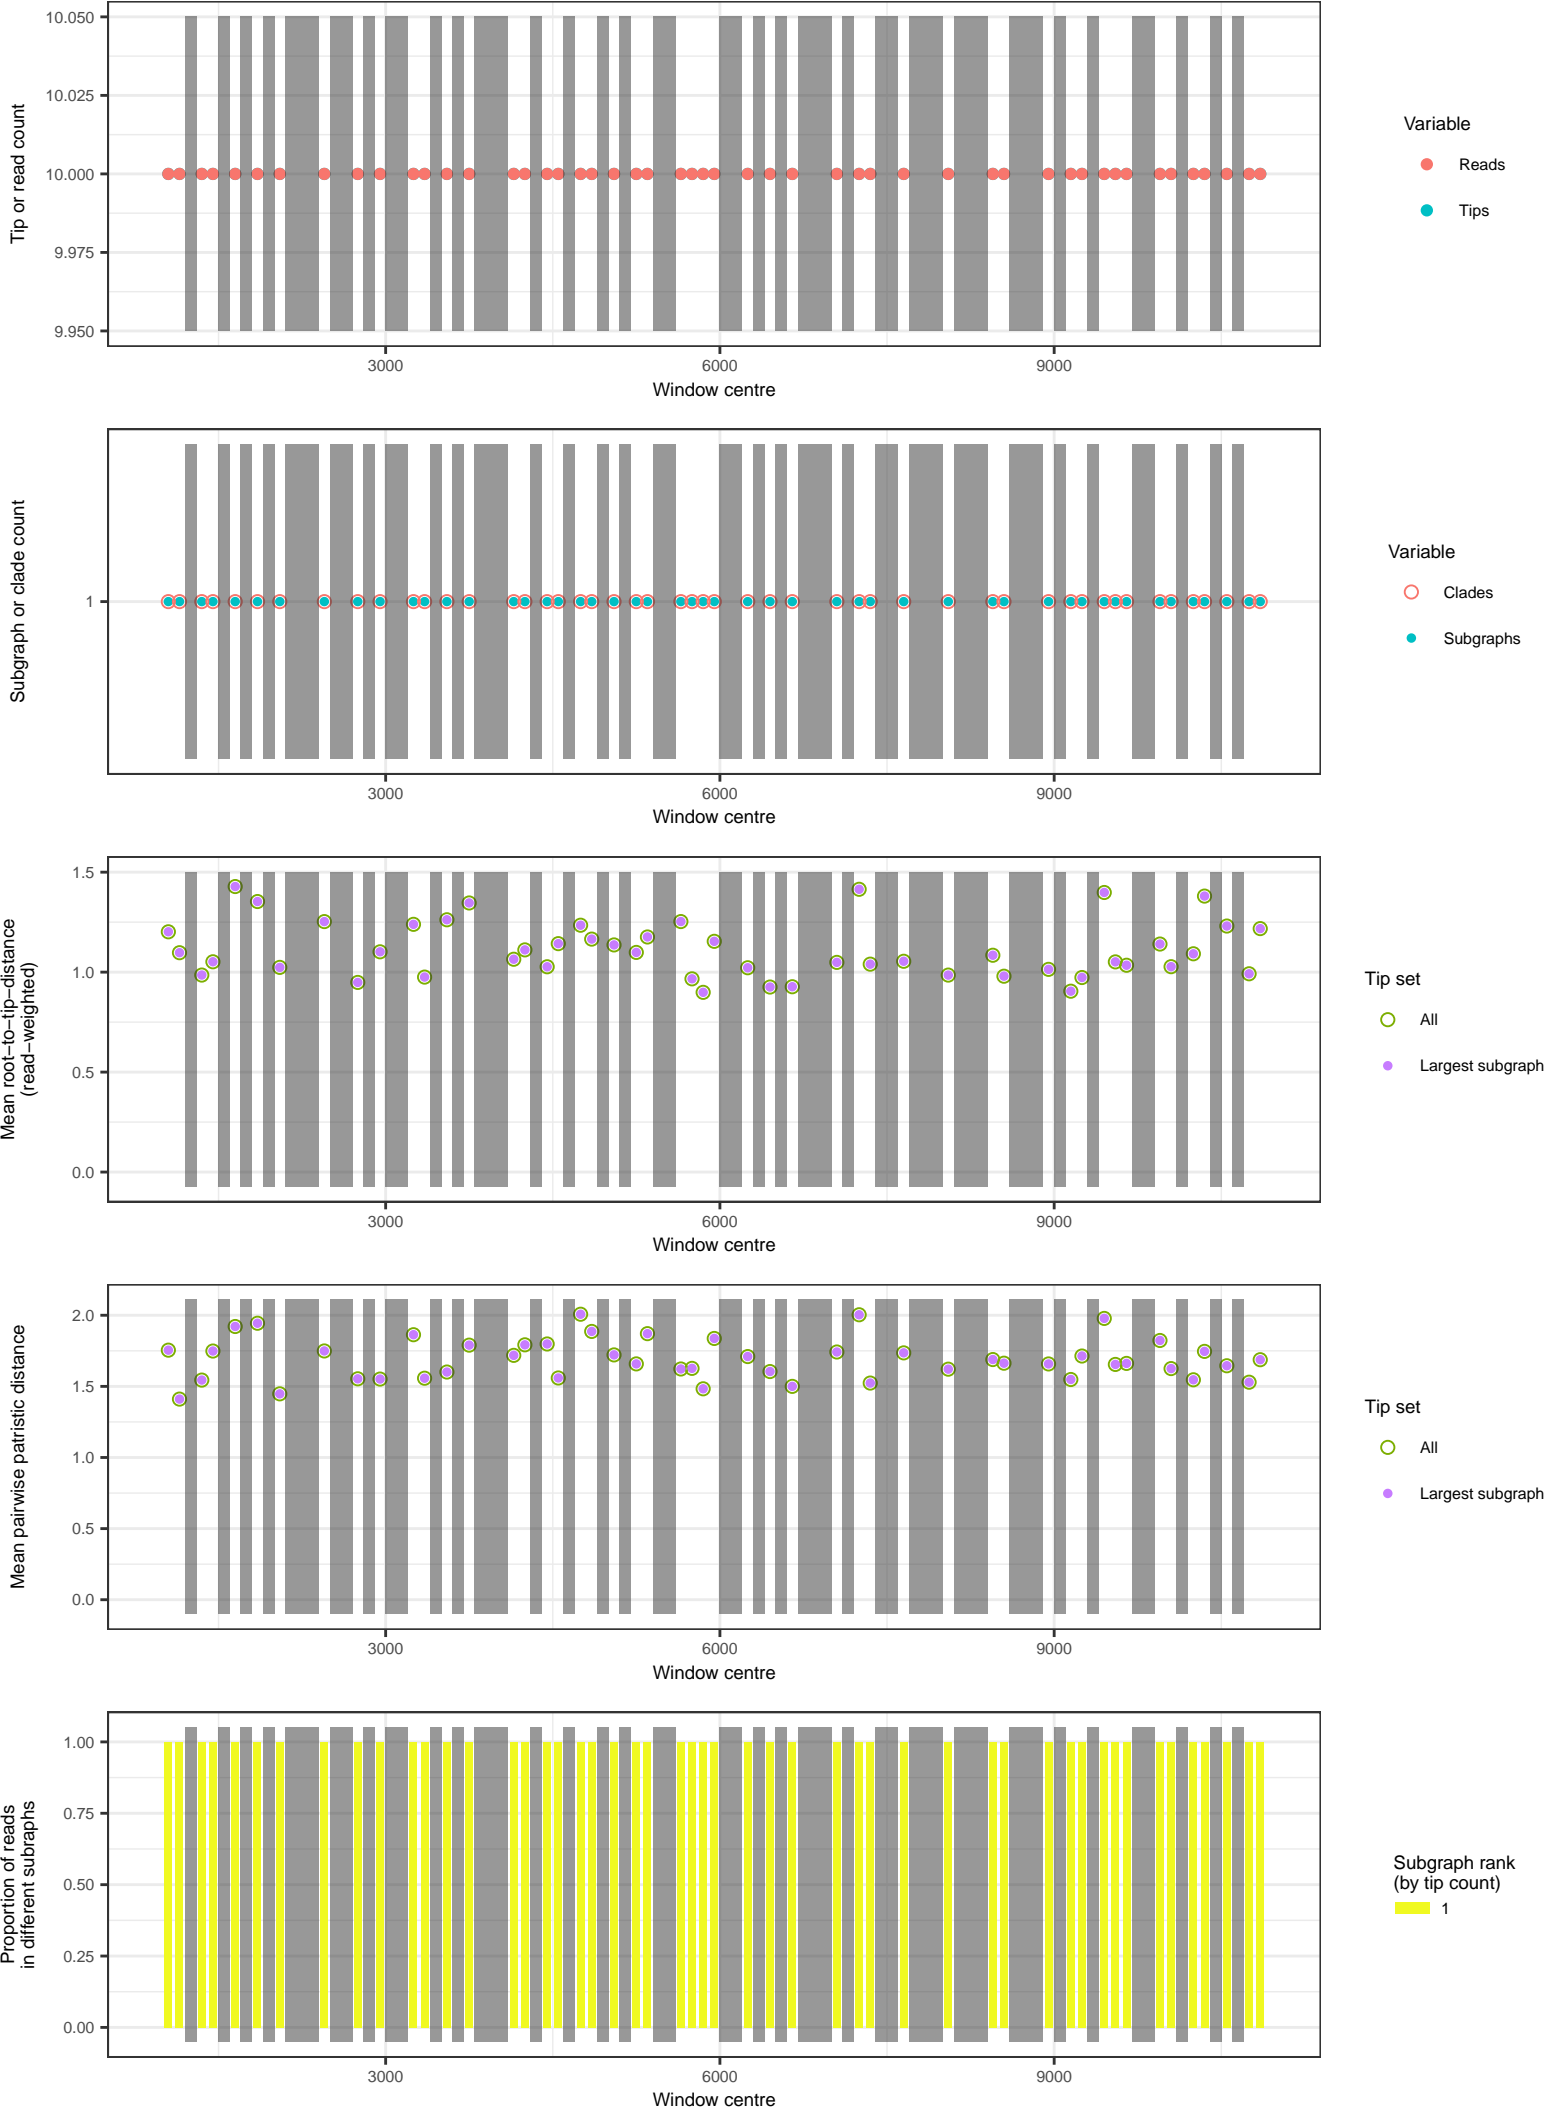 10.050
10.025
10.000
9.975
9.950
Tip or read count
3000
6000
9000
Window centre
Variable
Reads
Tips
1
Subgraph or clade count
3000
6000
9000
Window centre
Variable
Clades
Subgraphs
1.5
1.0
0.5
0.0
Mean root−to−tip−distance
(read−weighted)
3000
6000
9000
Window centre
Tip set
All
Largest subgraph
2.0
1.5
1.0
0.5
0.0
Mean pairwise patristic distance
3000
6000
9000
Window centre
Tip set
All
Largest subgraph
1.00
0.75
0.50
0.25
0.00
Proportion of reads
in different subraphs
3000
6000
9000
Window centre
Subgraph rank
(by tip count)
1